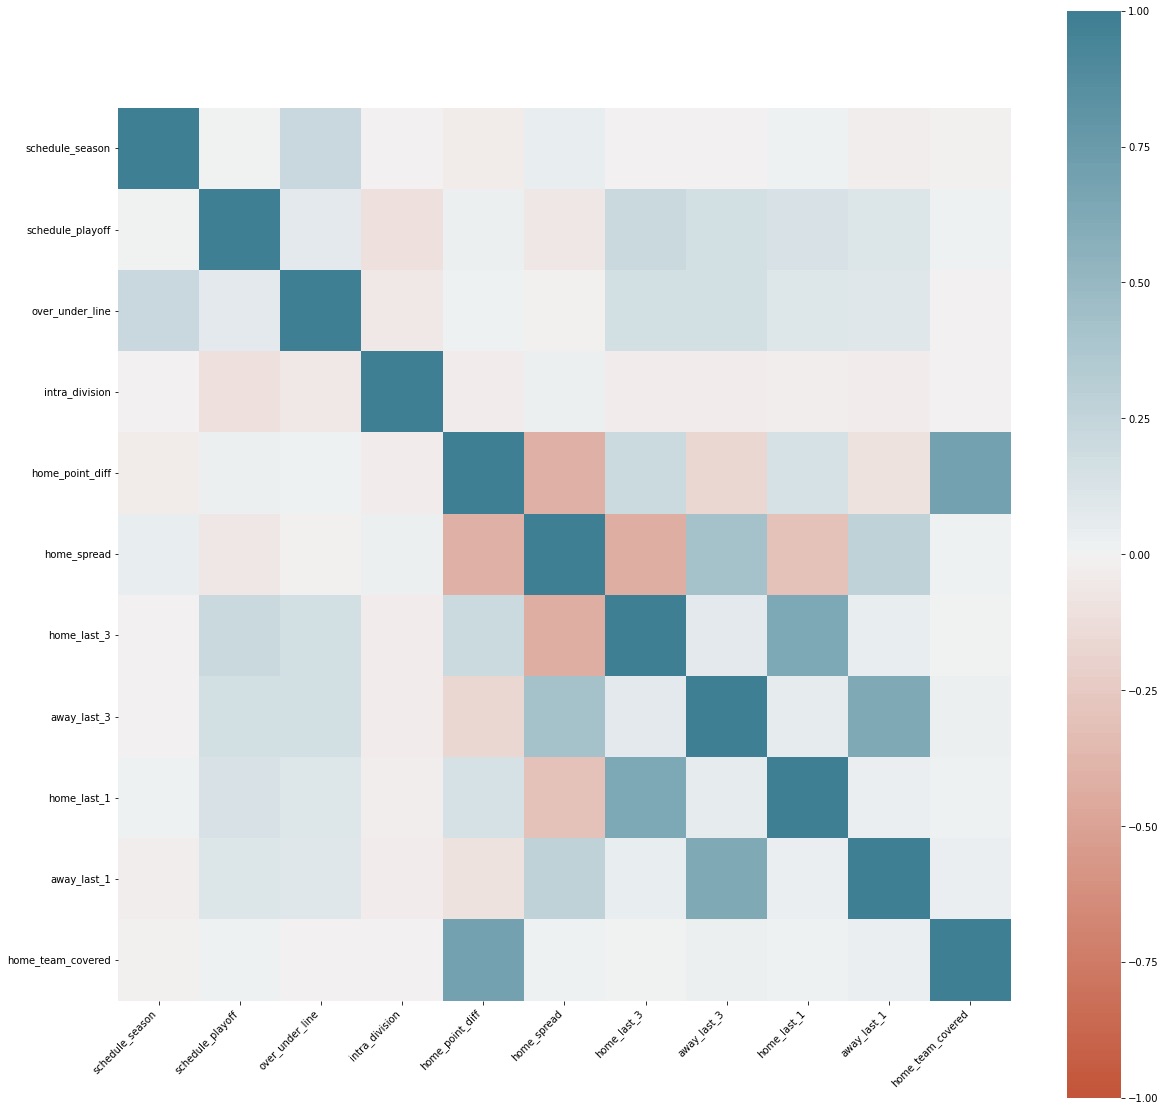 schedule_season
schedule_playoff
over_under_line
intra_division
home_point_diff
home_spread
home_last_3
away_last_3
home_last_1
away_last_1
home_team_covered
schedule_season
schedule_playoff
over_under_line
intra_division
home_point_diff
home_spread
home_last_3
away_last_3
home_last_1
away_last_1
home_team_covered
1.00
0.75
0.50
0.25
0.00
−0.25
−0.50
−0.75
−1.00